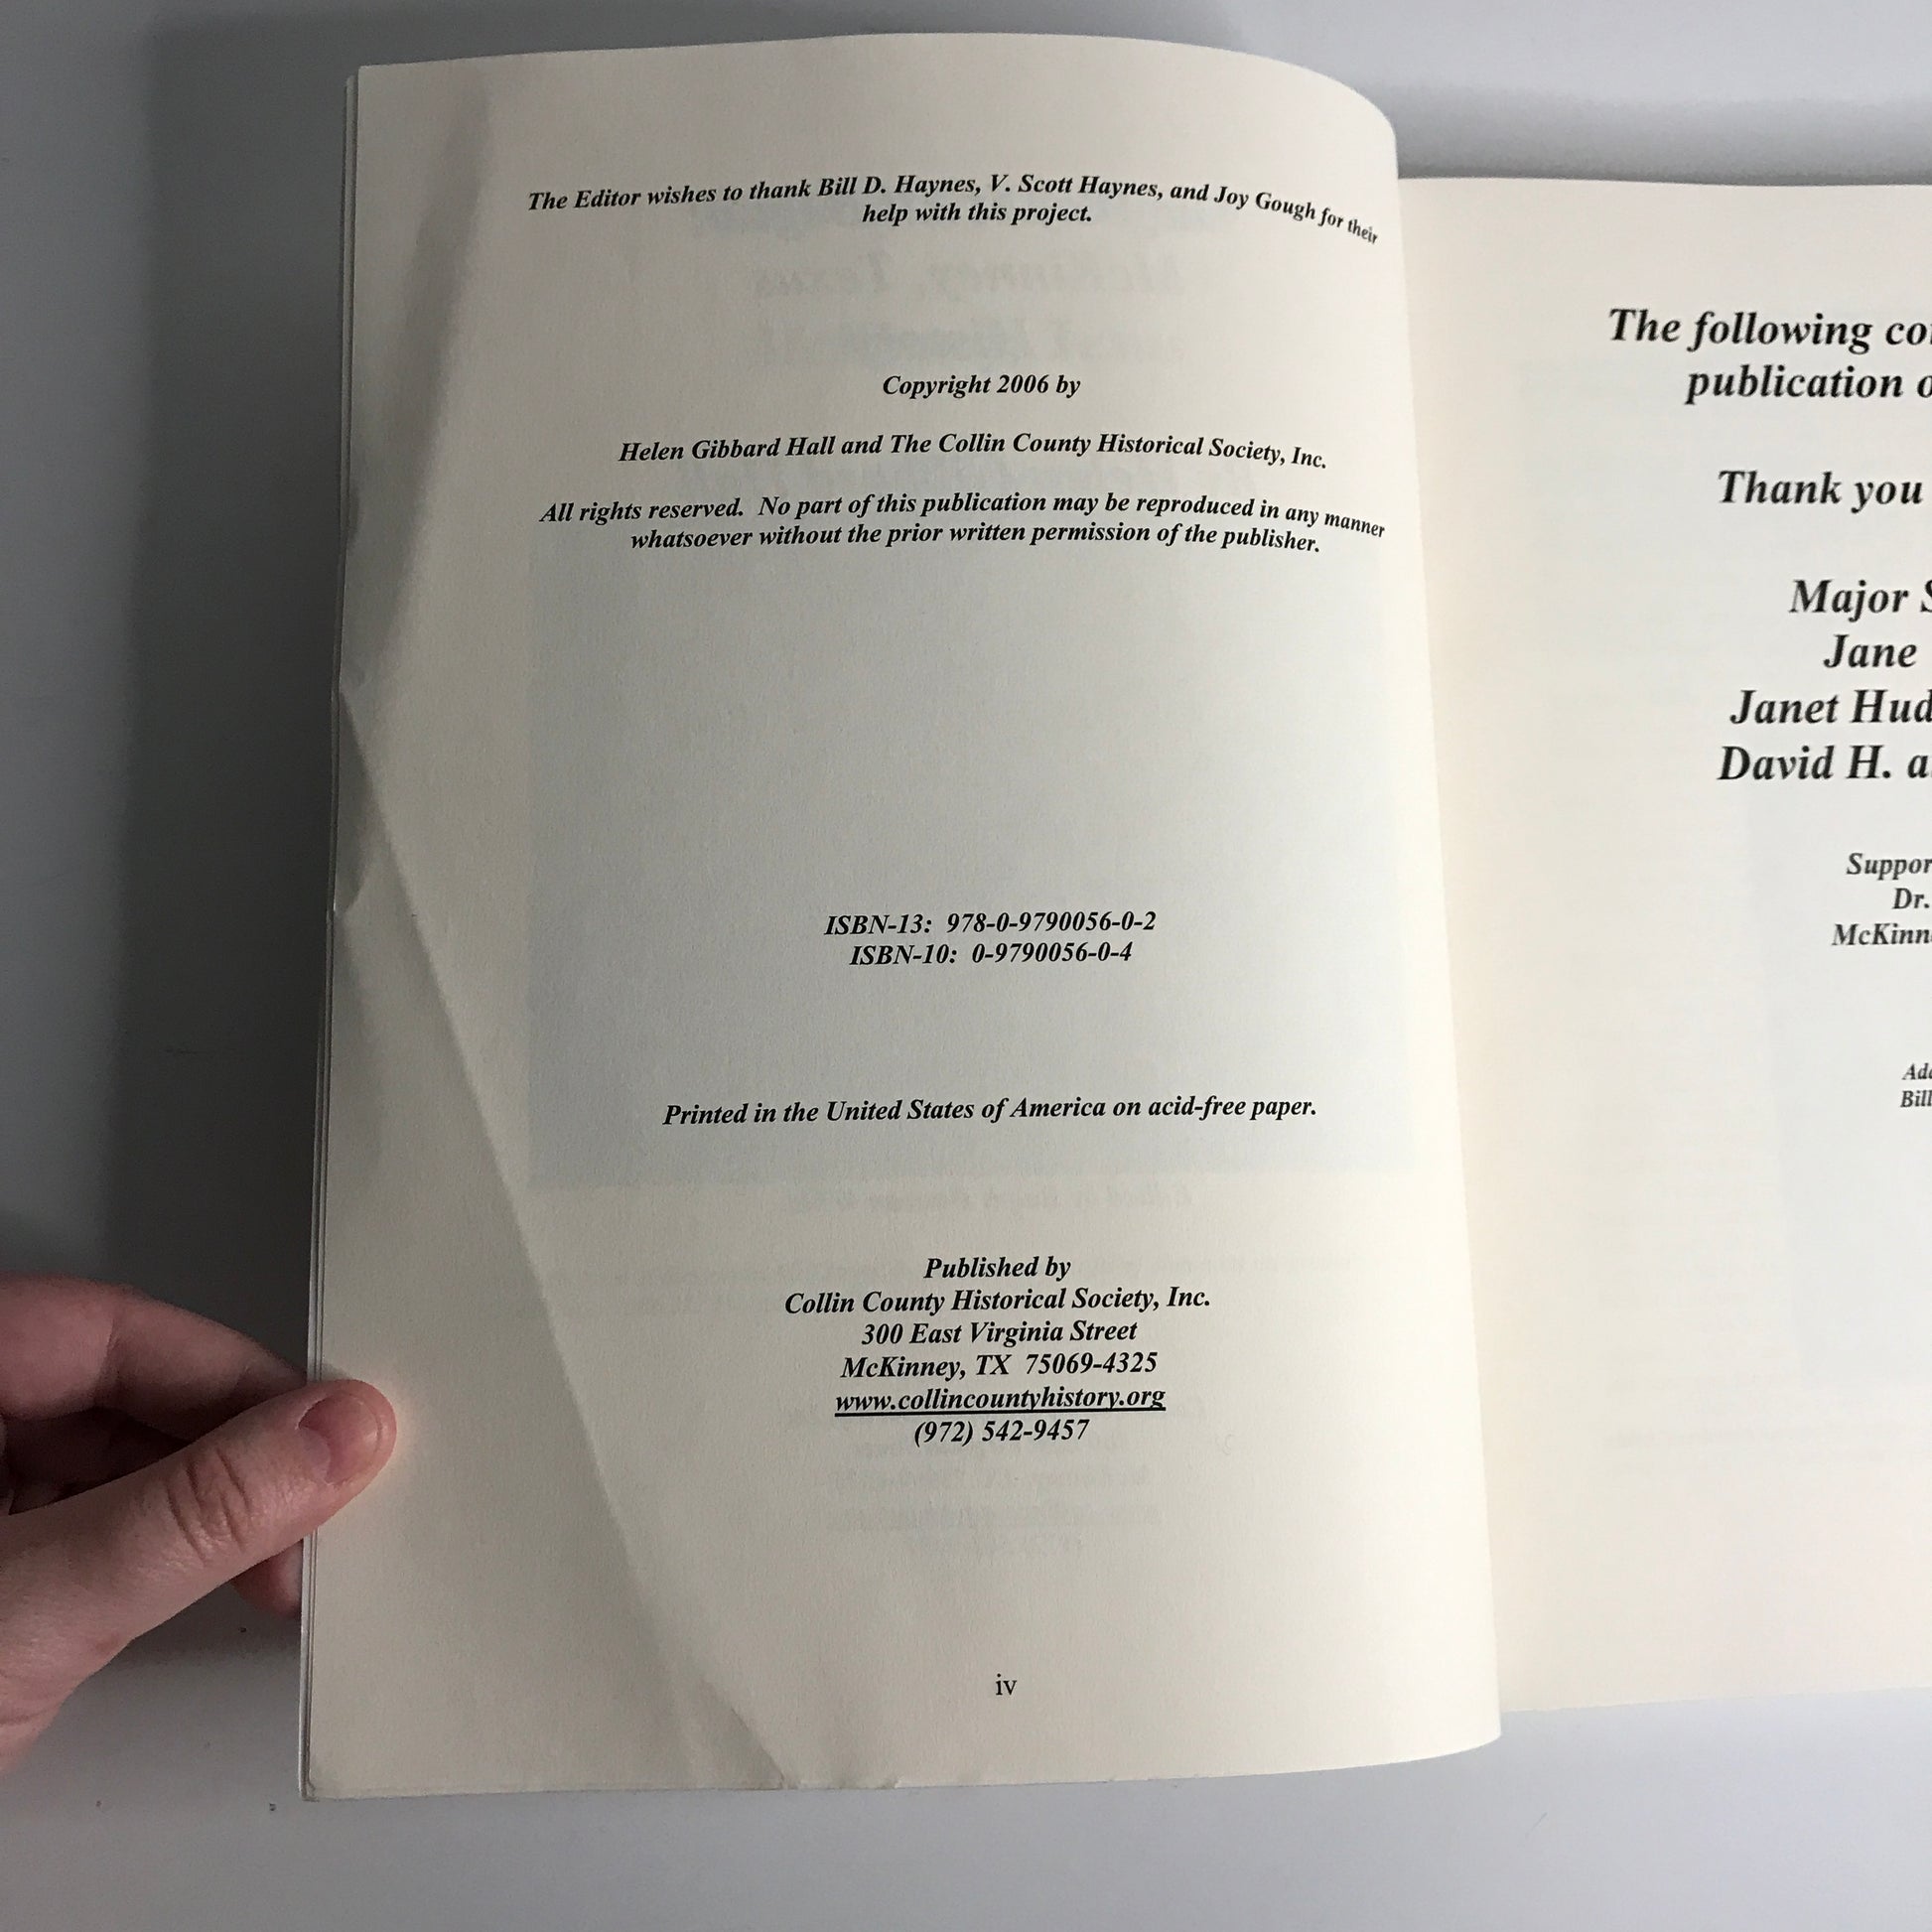 The Editor wishes to thank Bill D. Haynes, V. Scott Haynes, and Joy Gough for their
help with this project.
Copyright 2006 by
Helen Gibbard Hall and The Collin County Historical Society, Inc.
All rights reserved. No part of this publication may be reproduced in any manner
whatsoever without the prior written permission of the publisher.
ISBN-13: 978-0-9790056-0-2
ISBN-10: 0-9790056-0-4
Printed in the United States of America on acid-free paper.
Published by
Collin County Historical Society, Inc.
300 East Virginia Street
McKinney, TX 75069-4325
www.collincountyhistory.org
(972) 542-9457
iv
The following
publication
Thank you
Major
Jane
Janet
David H.
Dr.
Bill